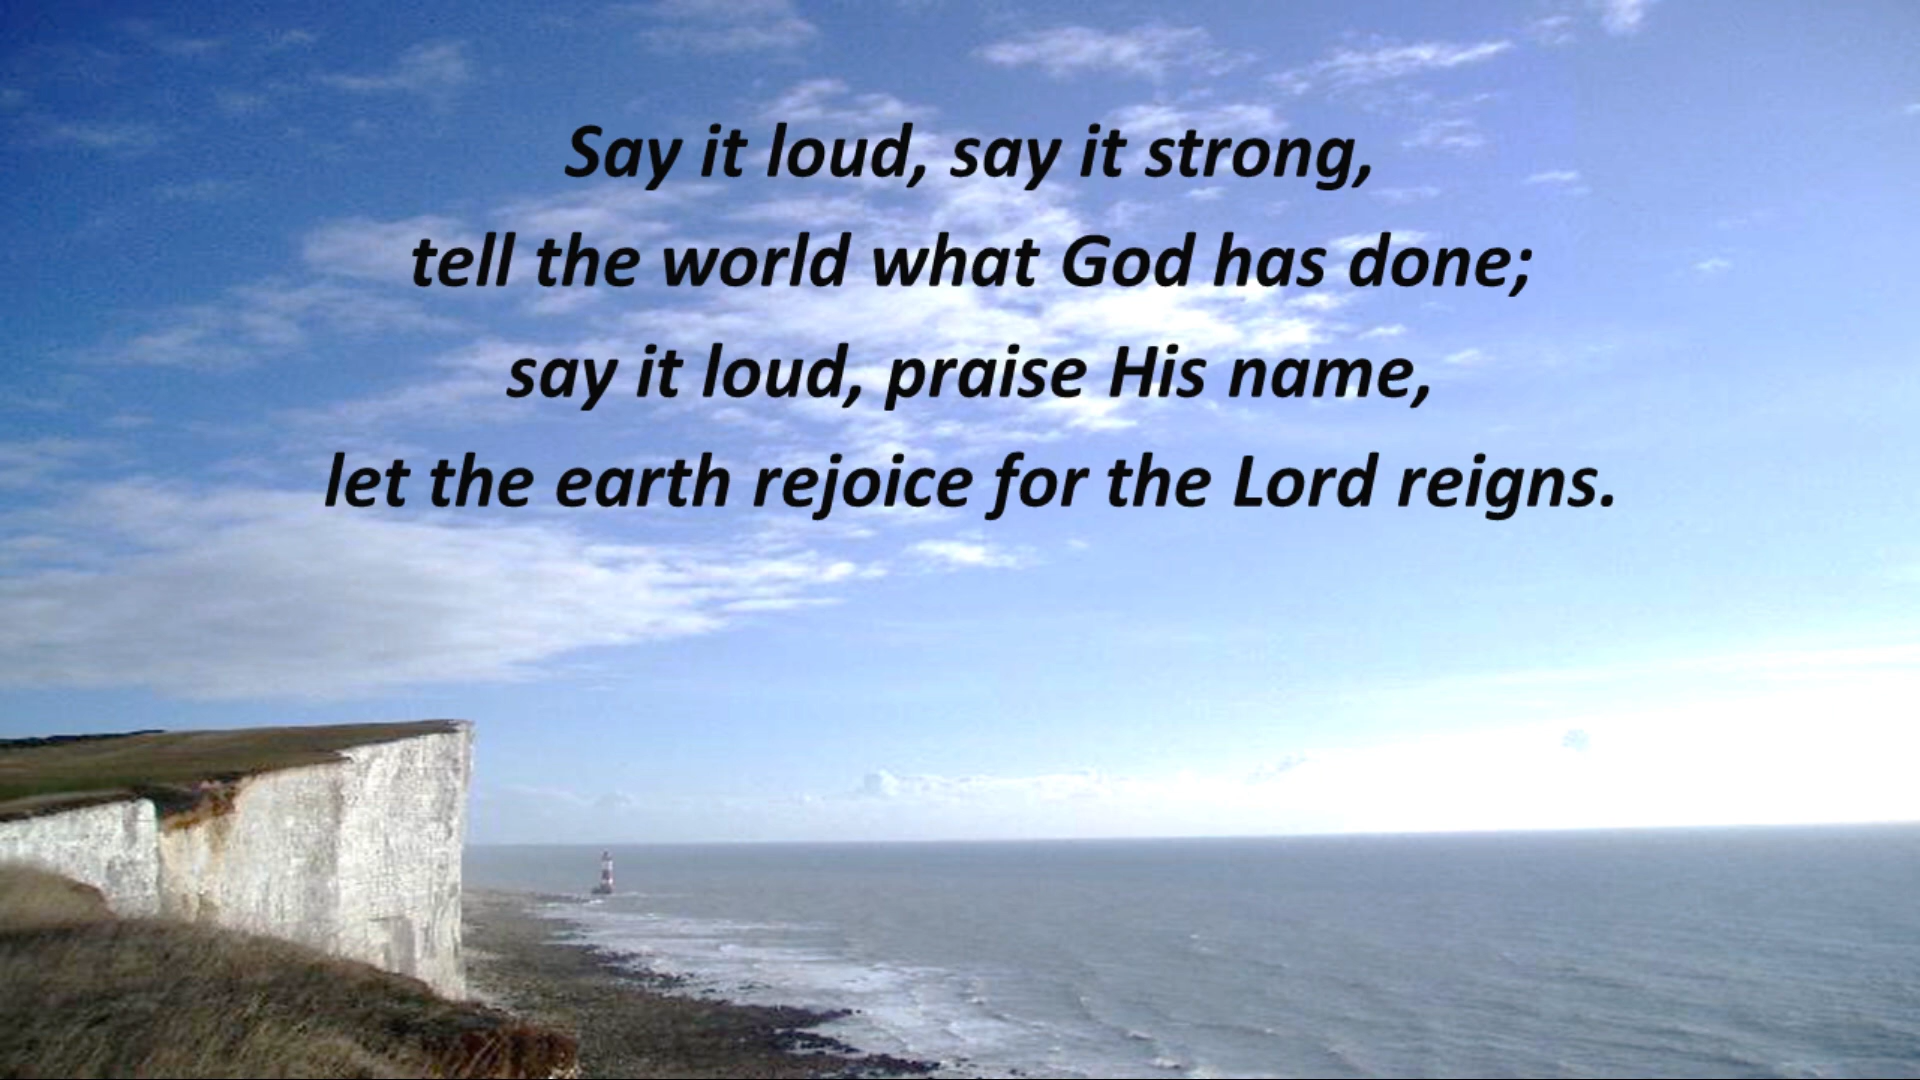 Say it loud, say it strong,
tell the world what God has done;
say it loud, praise His name,
let the earth rejoice for the Lord reigns.